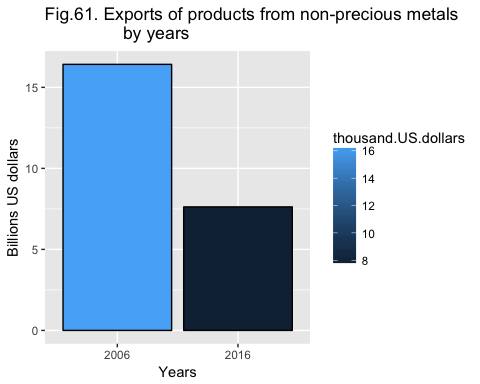 Fig.61. Exports of products from non-precious metals
by years
Billions US dollars
15
10
5
0
2006
2016
Years
thousand.US.dollars
16
14
12
10
8